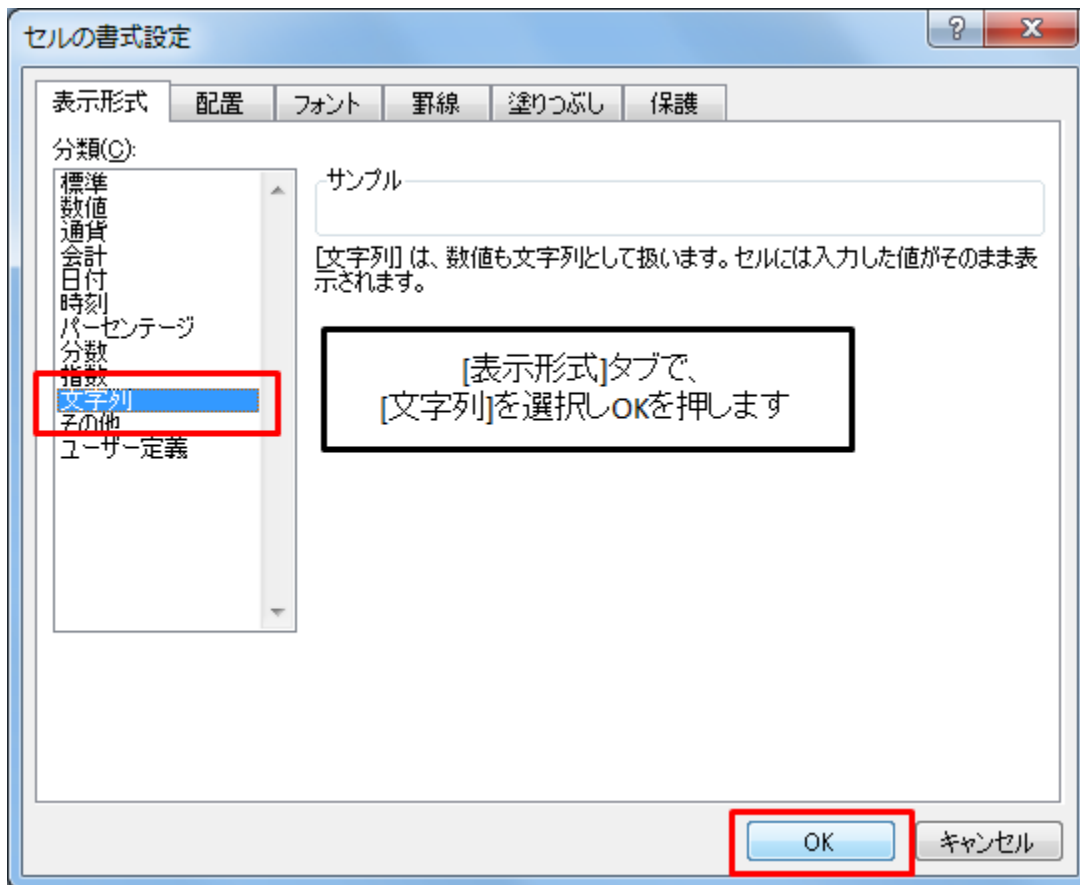 セルの書式設定
表示形式 配置 フォント 罫線 塗りつぶし 保護
分類(C):
標準
数値
通貨
会計
日付
時刻
パーセンテージ
分数
指数
文字列
その他
ユーザー定義
サンプル
[文字列] は、数値も文字列として扱います。セルには入力した値がそのまま表
示されます。
[表示形式]タブで、
[文字列]を選択しOKを押します
OK キャンセル